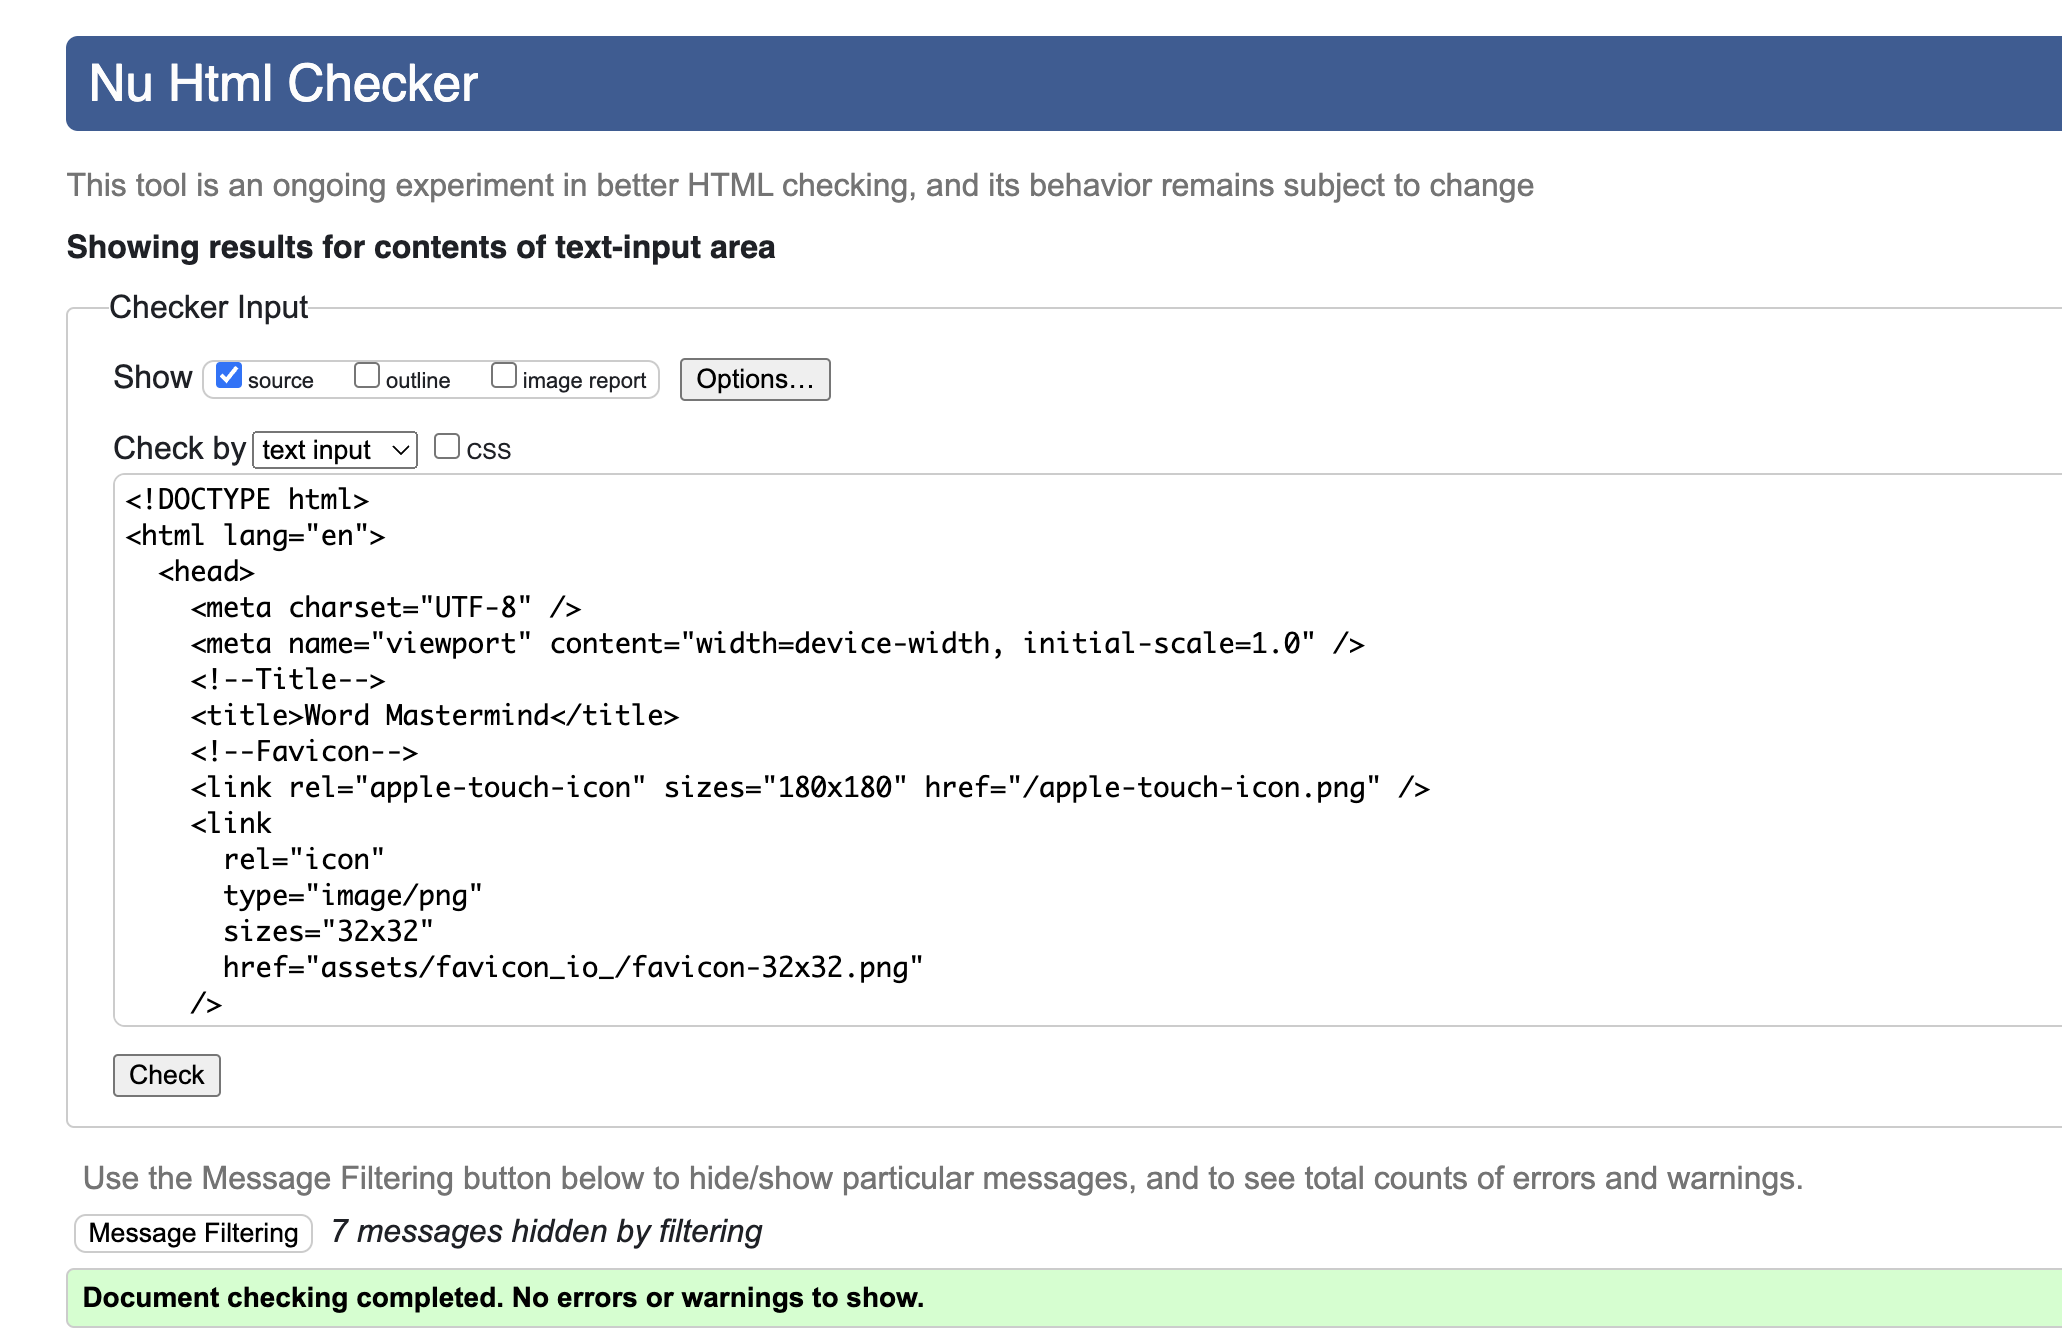 Nu Html Checker
This tool is an ongoing experiment in better HTML checking, and its behavior remains subject to change
Showing results for contents of text-input area
Checker Input
Show source outline image report Options...
Check by text input CSS
<!DOCTYPE html>
<html lang="en">
  <head>
    <meta charset="UTF-8" />
    <meta name="viewport" content="width=device-width, initial-scale=1.0" />
    <!--Title-->
    <title>Word Mastermind</title>
    <!--Favicon-->
    <link rel="apple-touch-icon" sizes="180x180" href="/apple-touch-icon.png" />
    <link
      rel="icon"
      type="image/png"
      sizes="32x32"
      href="assets/favicon_io_/favicon-32x32.png"
    />
Check
Use the Message Filtering button below to hide/show particular messages, and to see total counts of errors and warnings.
Message Filtering 7 messages hidden by filtering
Document checking completed. No errors or warnings to show.